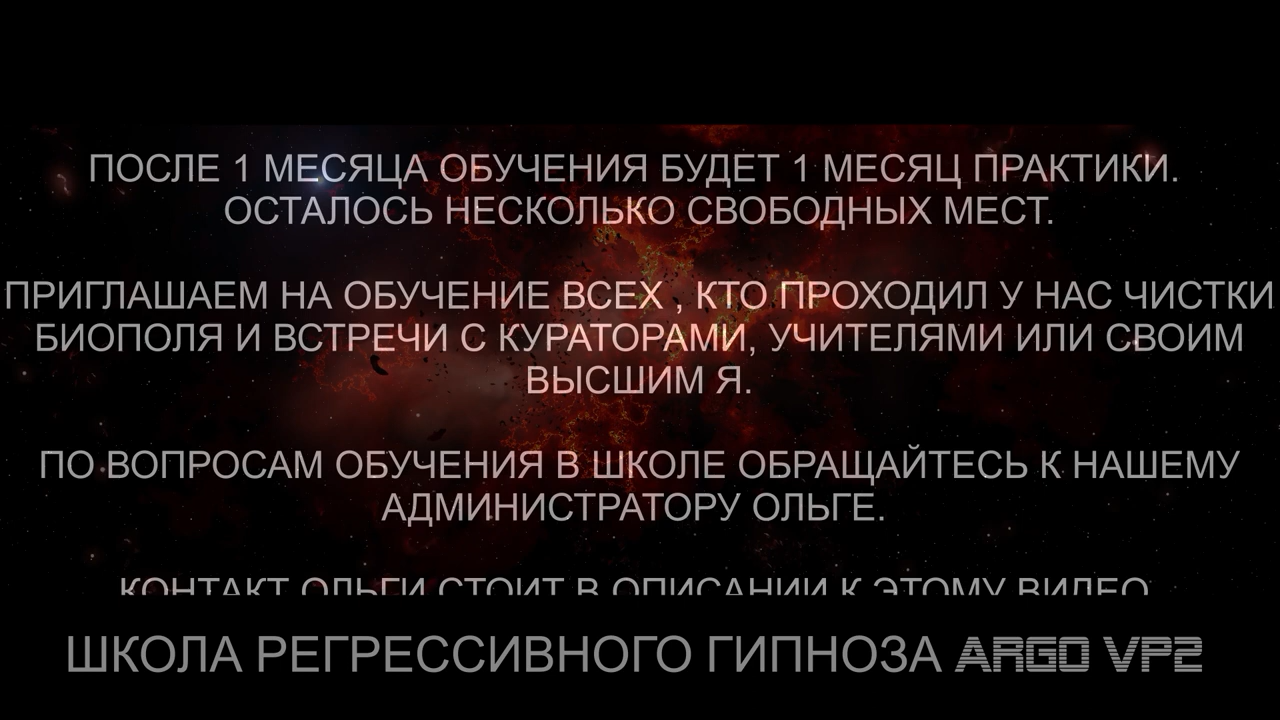 ПОСЛЕ 1 МЕСЯЦА ОБУЧЕНИЯ БУДЕТ 1 МЕСЯЦ ПРАКТИКИ.
ОСТАЛОСЬ НЕСКОЛЬКО СВОБОДНЫХ МЕСТ.
ПРИГЛАШАЕМ НА ОБУЧЕНИЕ ВСЕХ , КТО ПРОХОДИЛ У НАС ЧИСТКИ
БИОПОЛЯ И ВСТРЕЧИ С КУРАТОРАМИ, УЧИТЕЛЯМИ ИЛИ СВОИМ
ВЫСШИМ Я.
ПО ВОПРОСАМ ОБУЧЕНИЯ В ШКОЛЕ ОБРАЩАЙТЕСЬ К НАШЕМУ
АДМИНИСТРАТОРУ ОЛЬГЕ.
КОНТАКТ ОЛЬГИ СТОИТ В ОПИСАНИИ К ЭТОМУ ВИДЕО
ШКОЛА РЕГРЕССИВНОГО ГИПНОЗА ARGO VP2